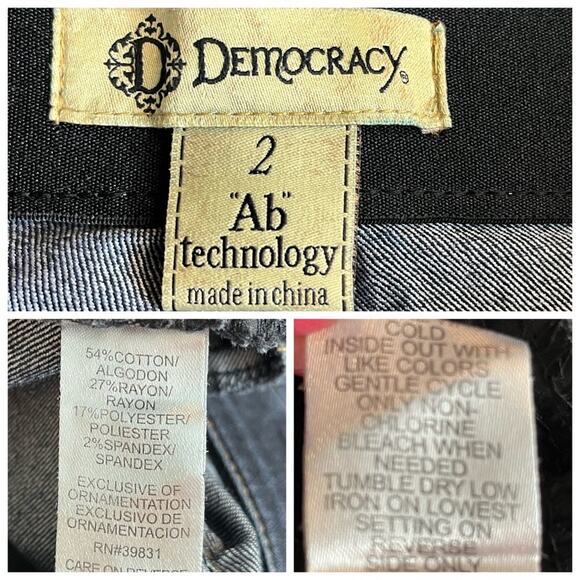 D DEMOCRACY®
2
"Ab"
technology
made in china
54%COTTON/
ALGODON
27%RAYON/
RAYON
17%POLYESTER/
POLIESTER
2%SPANDEX/
SPANDEX
EXCLUSIVE OF
ORNAMENTATION
EXCLUSIVO DE
ORNAMENTACION
RN#39831
CARE ON REVERSE
COLD
INSIDE OUT WITH
LIKE COLORS
GENTLE CYCLE
ONLY NON-
CHLORINE
BLEACH WHEN
NEEDED
TUMBLE DRY LOW
IRON ON LOWEST
SETTING ON
REVERSE
SIDE ONLY